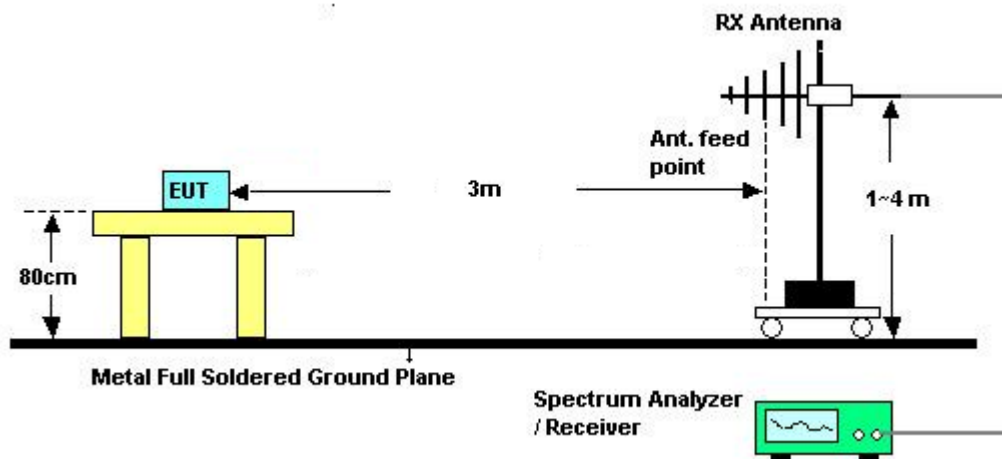 RX Antenna
Ant. feed
point
EUT
3m
1~4 m
80cm
Metal Full Soldered Ground Plane
Spectrum Analyzer
/ Receiver